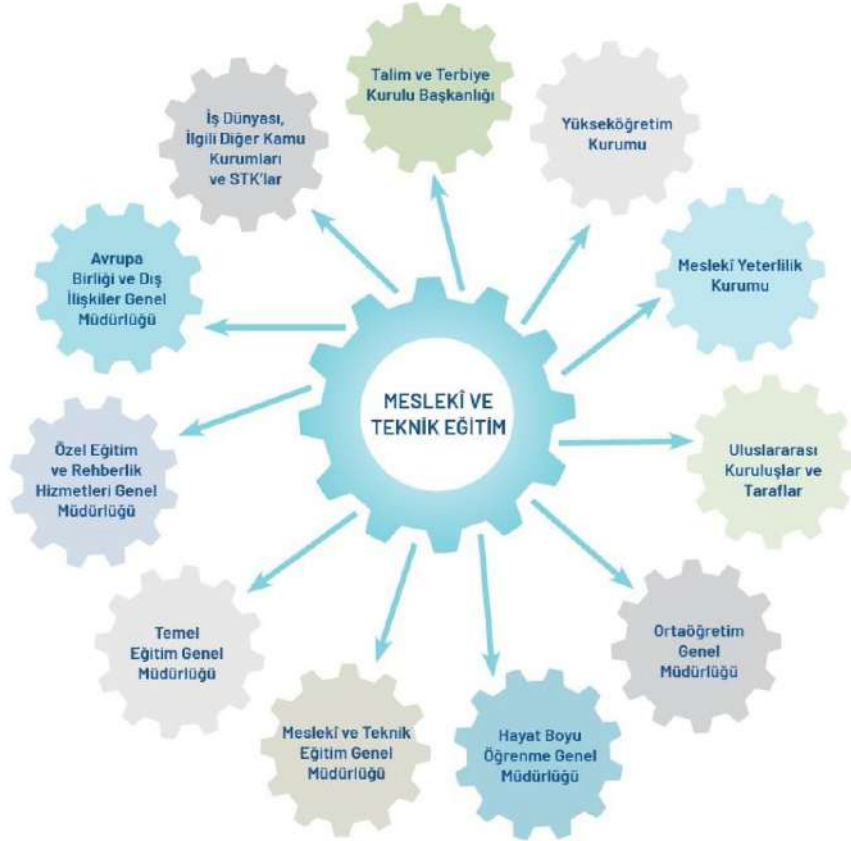 Talim ve Terbiye
Kurulu Başkanlığı
Yükseköğretim
Kurumu
Meslekî Yeterlilik
Kurumu
Uluslararası
Kuruluşlar ve
Taraflar
Ortaöğretim
Genel
Müdürlüğü
Hayat Boyu
Öğrenme Genel
Müdürlüğü
Meslekî ve Teknik
Eğitim Genel
Müdürlüğü
Temel
Eğitim Genel
Müdürlüğü
Özel Eğitim
ve Rehberlik
Hizmetleri Genel
Müdürlüğü
Avrupa
Birliği ve Dış
İlişkiler Genel
Müdürlüğü
İş Dünyası,
İlgili Diğer Kamu
Kurumları
ve STK'lar
MESLEKÎ VE
TEKNİK EĞİTİM